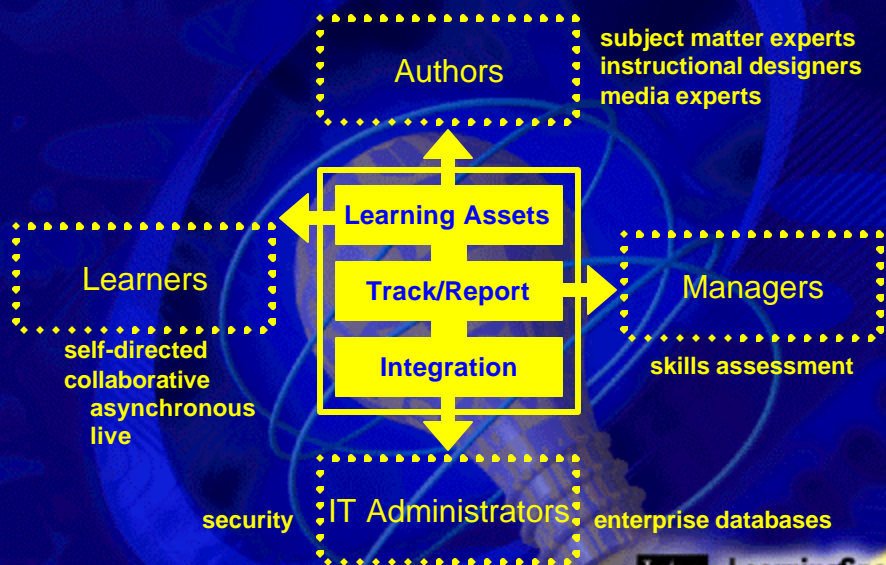 Authors
subject matter experts
instructional designers
media experts
Learning Assets
Learners
Track/Report
Managers
Integration
self-directed
collaborative
asynchronous
live
skills assessment
security
IT Administrators
enterprise databases